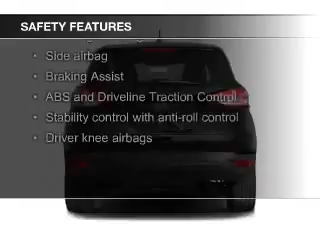 SAFETY FEATURES
• Side airbag
• Braking Assist
• ABS and Driveline Traction Control
• Stability control with anti-roll control
• Driver knee airbags